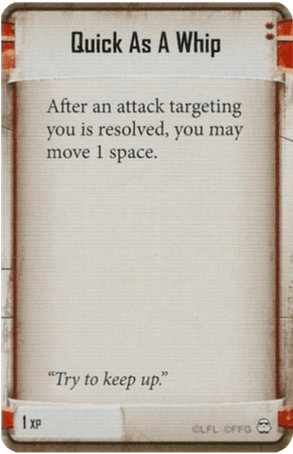 Quick As A Whip
After an attack targeting
you is resolved, you may
move 1 space.
“Try to keep up.”
1 XP
©LFL ©FFG